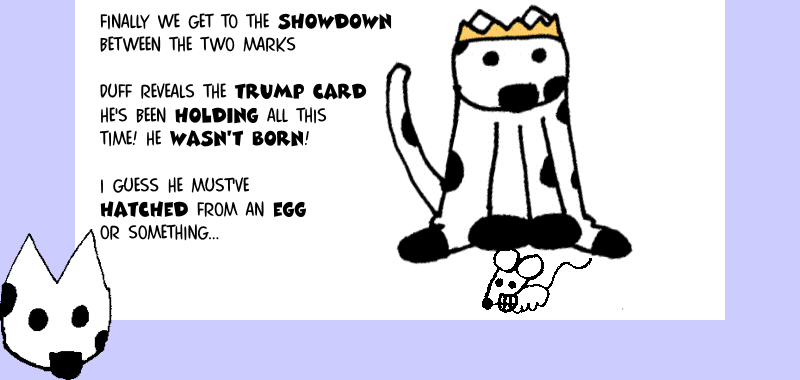 FINALLY WE GET TO THE SHOWDOWN
BETWEEN THE TWO MARKS
DUFF REVEALS THE TRUMP CARD
HE'S BEEN HOLDING ALL THIS
TIME! HE WASN'T BORN!
I GUESS HE MUST'VE
HATCHED FROM AN EGG
OR SOMETHING...